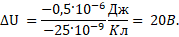 ΔU = −0,5·10⁻⁶ / −25·10⁻⁹ Дж / Кл = 20В.